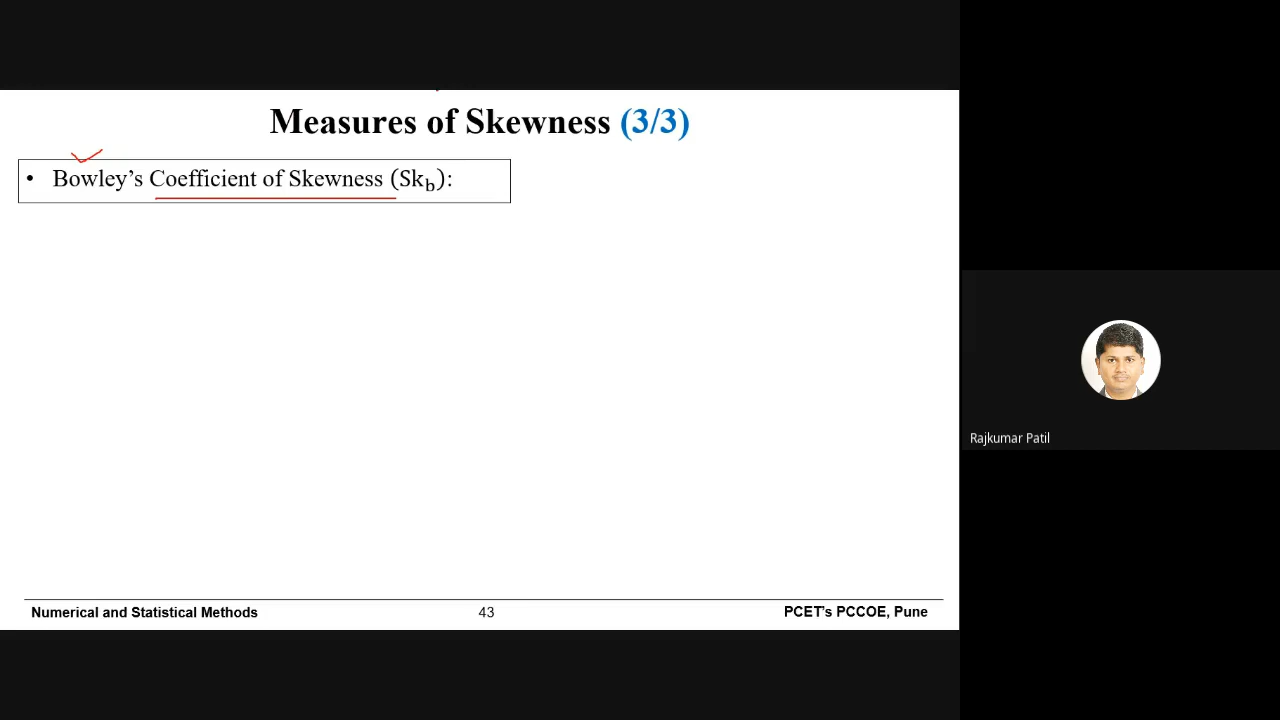 Measures of Skewness (3/3)
• Bowley’s Coefficient of Skewness (Skb):
Rajkumar Patil
Numerical and Statistical Methods
43
PCET’s PCCOE, Pune